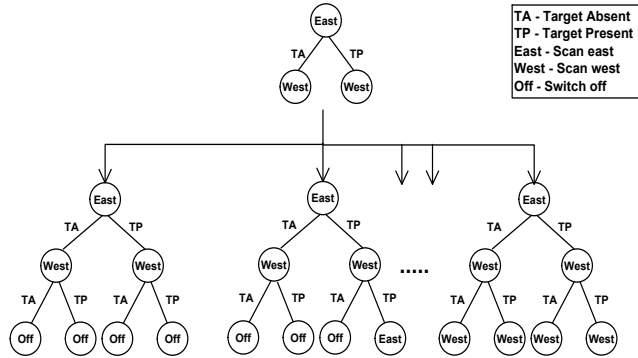 East
TA TP
West West
TA - Target Absent
TP - Target Present
East - Scan east
West - Scan west
Off - Switch off
East East East
TA TP TA TP TA TP
West West West West ..... West West
TA TP TA TP TA TP TA TP TA TP TA TP
Off Off Off Off Off Off Off East West West West West